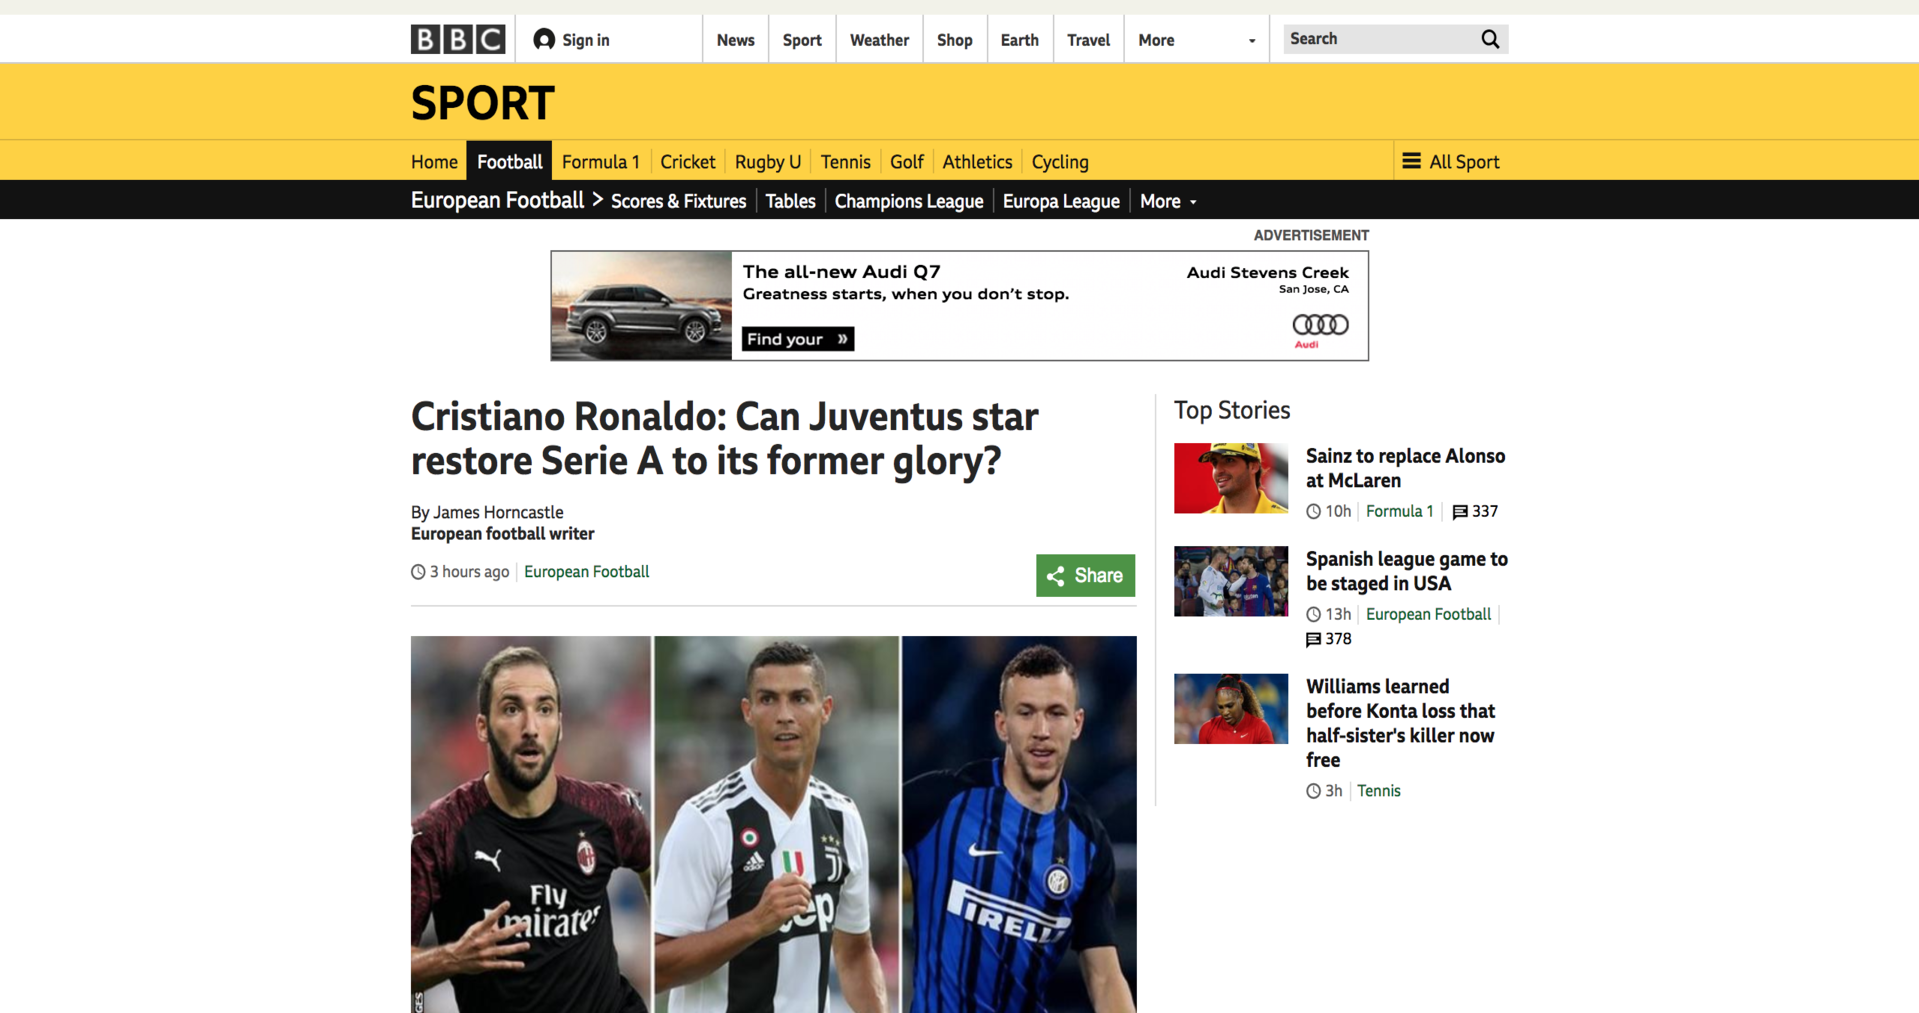 BBC
Sign in
News
Sport
Weather
Shop
Earth
Travel
More
Search
SPORT
Home
Football
Formula 1
Cricket
Rugby U
Tennis
Golf
Athletics
Cycling
All Sport
European Football
Scores & Fixtures
Tables
Champions League
Europa League
More
ADVERTISEMENT
The all-new Audi Q7
Greatness starts, when you don't stop.
Find your »
Audi Stevens Creek
San Jose, CA
Audi
Cristiano Ronaldo: Can Juventus star
restore Serie A to its former glory?
By James Horncastle
European football writer
3 hours ago
European Football
Share
Fly
Emirates
adidas
Jeep
PIRELLI
Top Stories
Sainz to replace Alonso
at McLaren
10h
Formula 1
337
Spanish league game to
be staged in USA
13h
European Football
378
Williams learned
before Konta loss that
half-sister's killer now
free
3h
Tennis